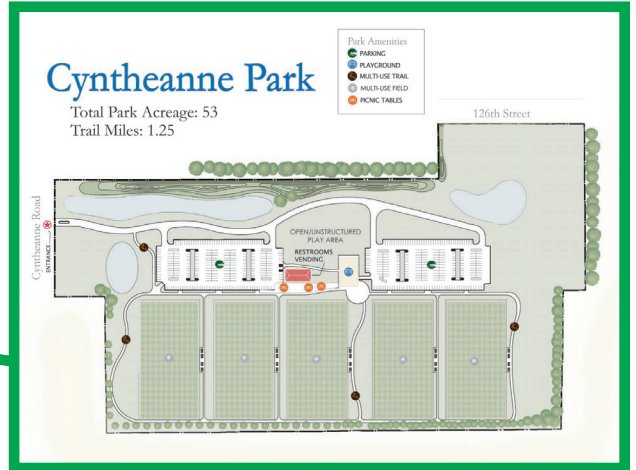 Cyntheanne Park
Total Park Acreage: 53
Trail Miles: 1.25
Park Amenities
PARKING
PLAYGROUND
MULTI-USE TRAIL
MULTI-USE FIELD
PICNIC TABLES
126th Street
Cyntheanne Road
ENTRANCE
OPEN/UNSTRUCTURED
PLAY AREA
RESTROOMS
VENDING